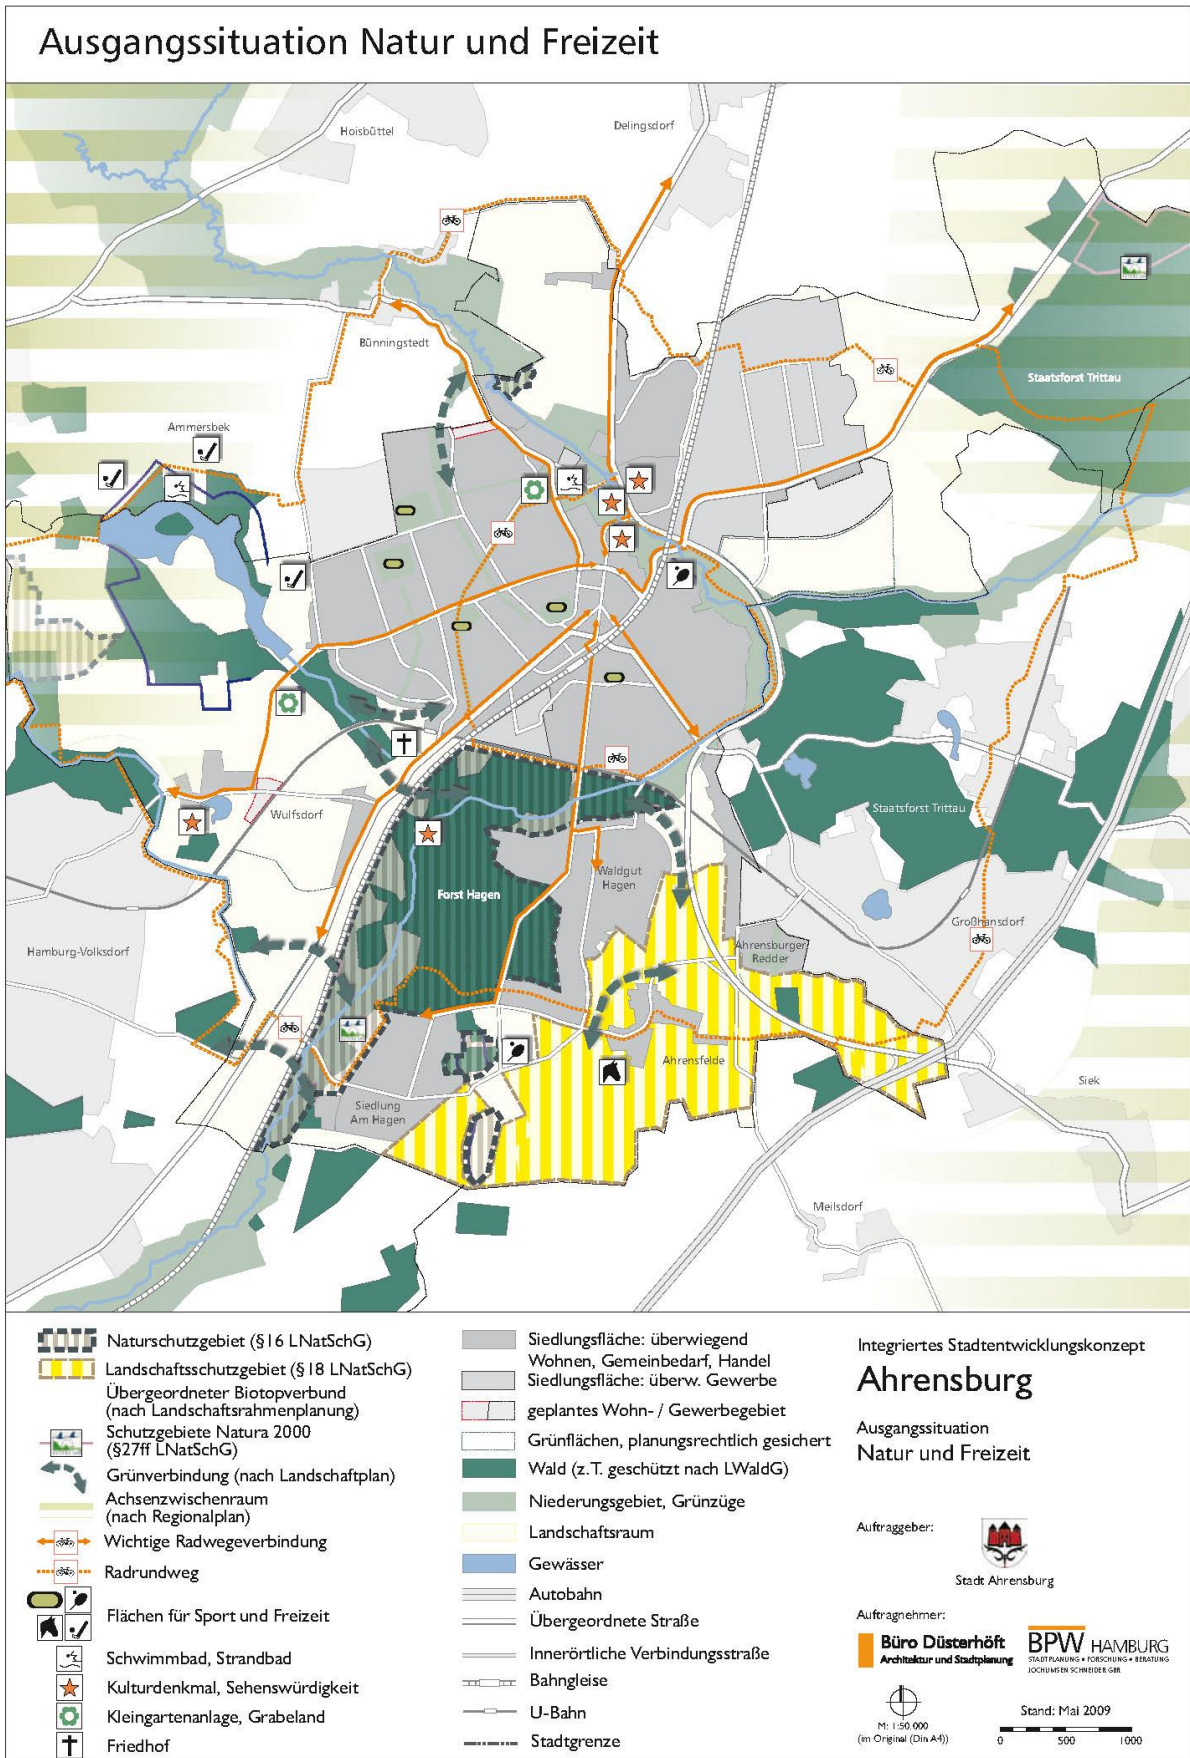 Ausgangssituation Natur und Freizeit
Hoisbüttel
Delingsdorf
Bünningstedt
Staatsforst Trittau
Ammersbek
Wulfsdorf
Staatsforst Trittau
Waldgut
Hagen
Forst Hagen
Großhansdorf
Hamburg-Volksdorf
Ahrensburger
Redder
Ahrensfelde
Siek
Siedlung
Am Hagen
Meilsdorf
Naturschutzgebiet (§16 LNatSchG)
Landschaftsschutzgebiet (§18 LNatSchG)
Übergeordneter Biotopverbund
(nach Landschaftsrahmenplanung)
Schutzgebiete Natura 2000
(§27ff LNatSchG)
Grünverbindung (nach Landschaftplan)
Achsenzwischenraum
(nach Regionalplan)
Wichtige Radwegeverbindung
Radrundweg
Flächen für Sport und Freizeit
Schwimmbad, Strandbad
Kulturdenkmal, Sehenswürdigkeit
Kleingartenanlage, Grabeland
Friedhof
Siedlungsfläche: überwiegend
Wohnen, Gemeinbedarf, Handel
Siedlungsfläche: überw. Gewerbe
geplantes Wohn- / Gewerbegebiet
Grünflächen, planungsrechtlich gesichert
Wald (z.T. geschützt nach LWaldG)
Niederungsgebiet, Grünzüge
Landschaftsraum
Gewässer
Autobahn
Übergeordnete Straße
Innerörtliche Verbindungsstraße
Bahngleise
U-Bahn
Stadtgrenze
Integriertes Stadtentwicklungskonzept
Ahrensburg
Ausgangssituation
Natur und Freizeit
Auftraggeber:
Stadt Ahrensburg
Auftragnehmer:
Büro Düsterhöft
Architektur und Stadtplanung
BPW HAMBURG
STADTPLANUNG • FORSCHUNG • BERATUNG
JOCHUMSEN SCHNEIDER GBR
M: 1:50.000
(im Original (Din A4))
Stand: Mai 2009
0 500 1000